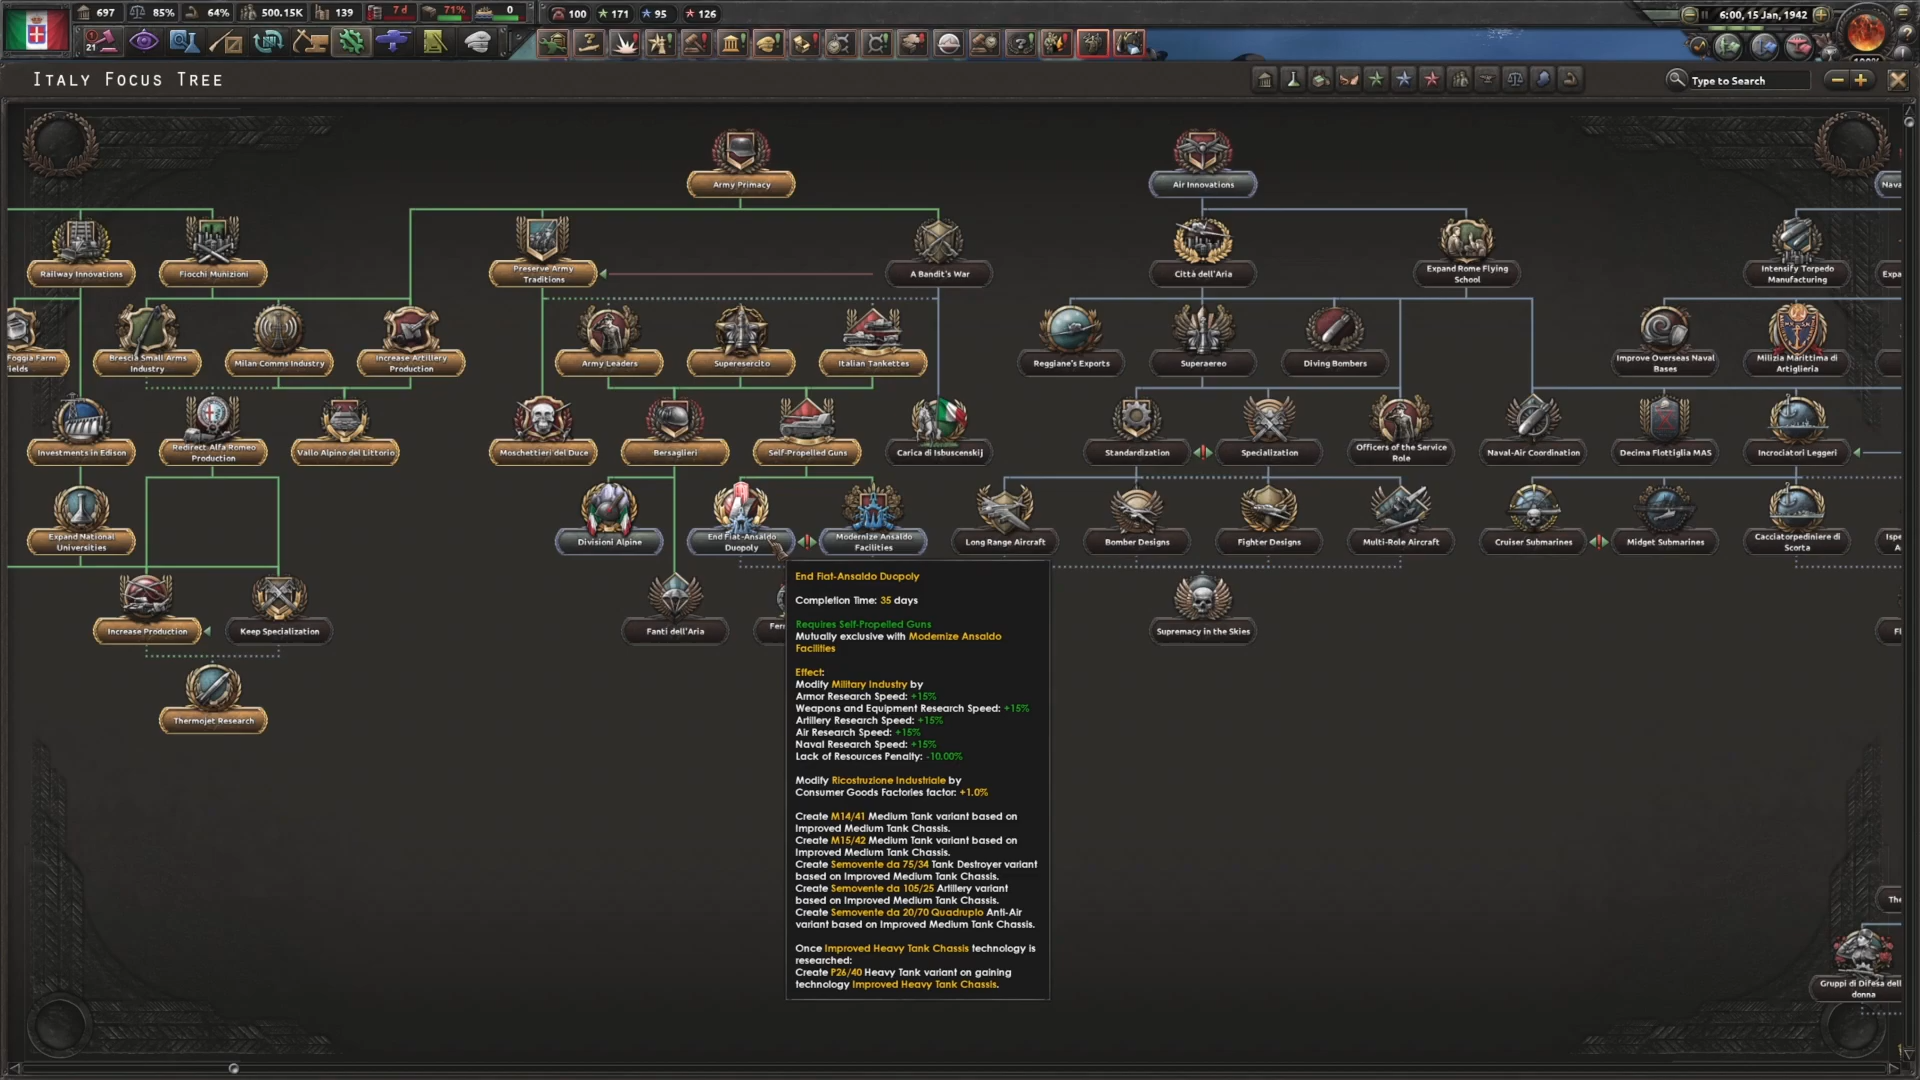 697
85%
64%
500.15K
139
7 d
71%
0
100
171
95
126
6:00, 15 Jan, 1942
21
Italy Focus Tree
Type to Search
Army Primacy
Air Innovations
Nava
Railway Innovations
Fiocchi Munizioni
Preserve Army
Traditions
A Bandit's War
Città dell'Aria
Expand Rome Flying
School
Intensify Torpedo
Manufacturing
Expa
Foggia Farm
ields
Brescia Small Arms
Industry
Milan Comms Industry
Increase Artillery
Production
Army Leaders
Superesercito
Italian Tankettes
Reggiane's Exports
Superaereo
Diving Bombers
Improve Overseas Naval
Bases
Milizia Marittima di
Artiglieria
Investments in Edison
Redirect Alfa Romeo
Production
Vallo Alpino del Littorio
Moschettieri del Duce
Bersaglieri
Self-Propelled Guns
Carica di Isbuscenskij
Standardization
Specialization
Officers of the Service
Role
Naval-Air Coordination
Decima Flottiglia MAS
Incrociatori Leggeri
Expand National
Universities
Divisioni Alpine
End Fiat-Ansaldo
Duopoly
Modernize Ansaldo
Facilities
Long Range Aircraft
Bomber Designs
Fighter Designs
Multi-Role Aircraft
Cruiser Submarines
Midget Submarines
Cacciatorpediniere di
Scorta
Ispe
A
Increase Production
Keep Specialization
Fanti dell'Aria
Ferr
Supremacy in the Skies
Fl
Thermojet Research
End Fiat-Ansaldo Duopoly
Completion Time: 35 days
Requires Self-Propelled Guns
Mutually exclusive with Modernize Ansaldo
Facilities
Effect:
Modify Military Industry by
Armor Research Speed: +15%
Weapons and Equipment Research Speed: +15%
Artillery Research Speed: +15%
Air Research Speed: +15%
Naval Research Speed: +15%
Lack of Resources Penalty: -10.00%
Modify Ricostruzione Industriale by
Consumer Goods Factories factor: +1.0%
Create M14/41 Medium Tank variant based on
Improved Medium Tank Chassis.
Create M15/42 Medium Tank variant based on
Improved Medium Tank Chassis.
Create Semovente da 75/34 Tank Destroyer variant
based on Improved Medium Tank Chassis.
Create Semovente da 105/25 Artillery variant
based on Improved Medium Tank Chassis.
Create Semovente da 20/70 Quadruplo Anti-Air
variant based on Improved Medium Tank Chassis.
Once Improved Heavy Tank Chassis technology is
researched:
Create P26/40 Heavy Tank variant on gaining
technology Improved Heavy Tank Chassis.
The
Gruppi di Difesa dell
donna